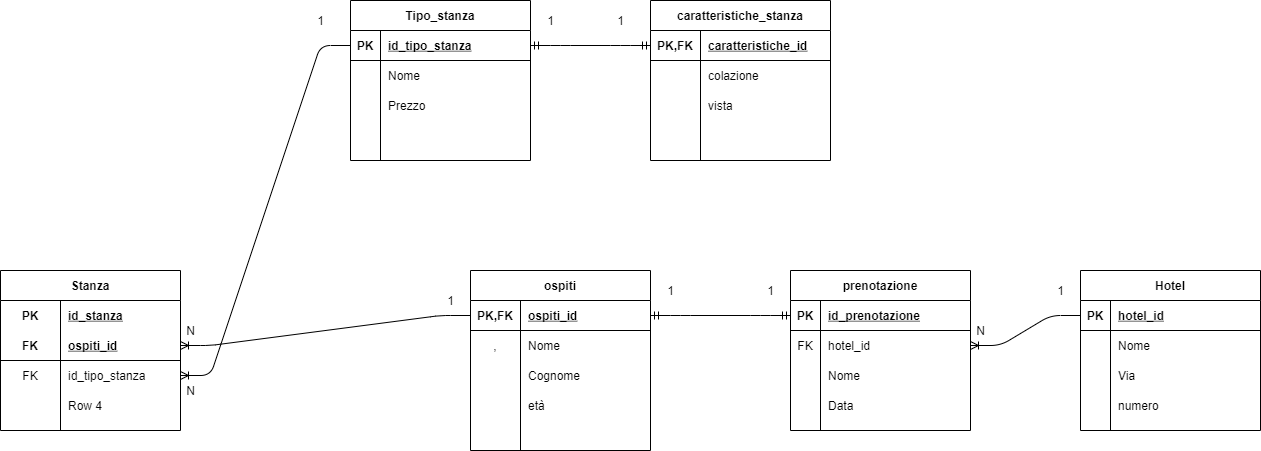 1
Tipo_stanza
PK id_tipo_stanza
Nome
Prezzo
1
1
caratteristiche_stanza
PK,FK caratteristiche_id
colazione
vista
Stanza
PK id_stanza
FK ospiti_id
FK id_tipo_stanza
Row 4
N
N
1
ospiti
PK,FK ospiti_id
, Nome
Cognome
età
1
1
prenotazione
PK id_prenotazione
FK hotel_id
Nome
Data
N
1
Hotel
PK hotel_id
Nome
Via
numero